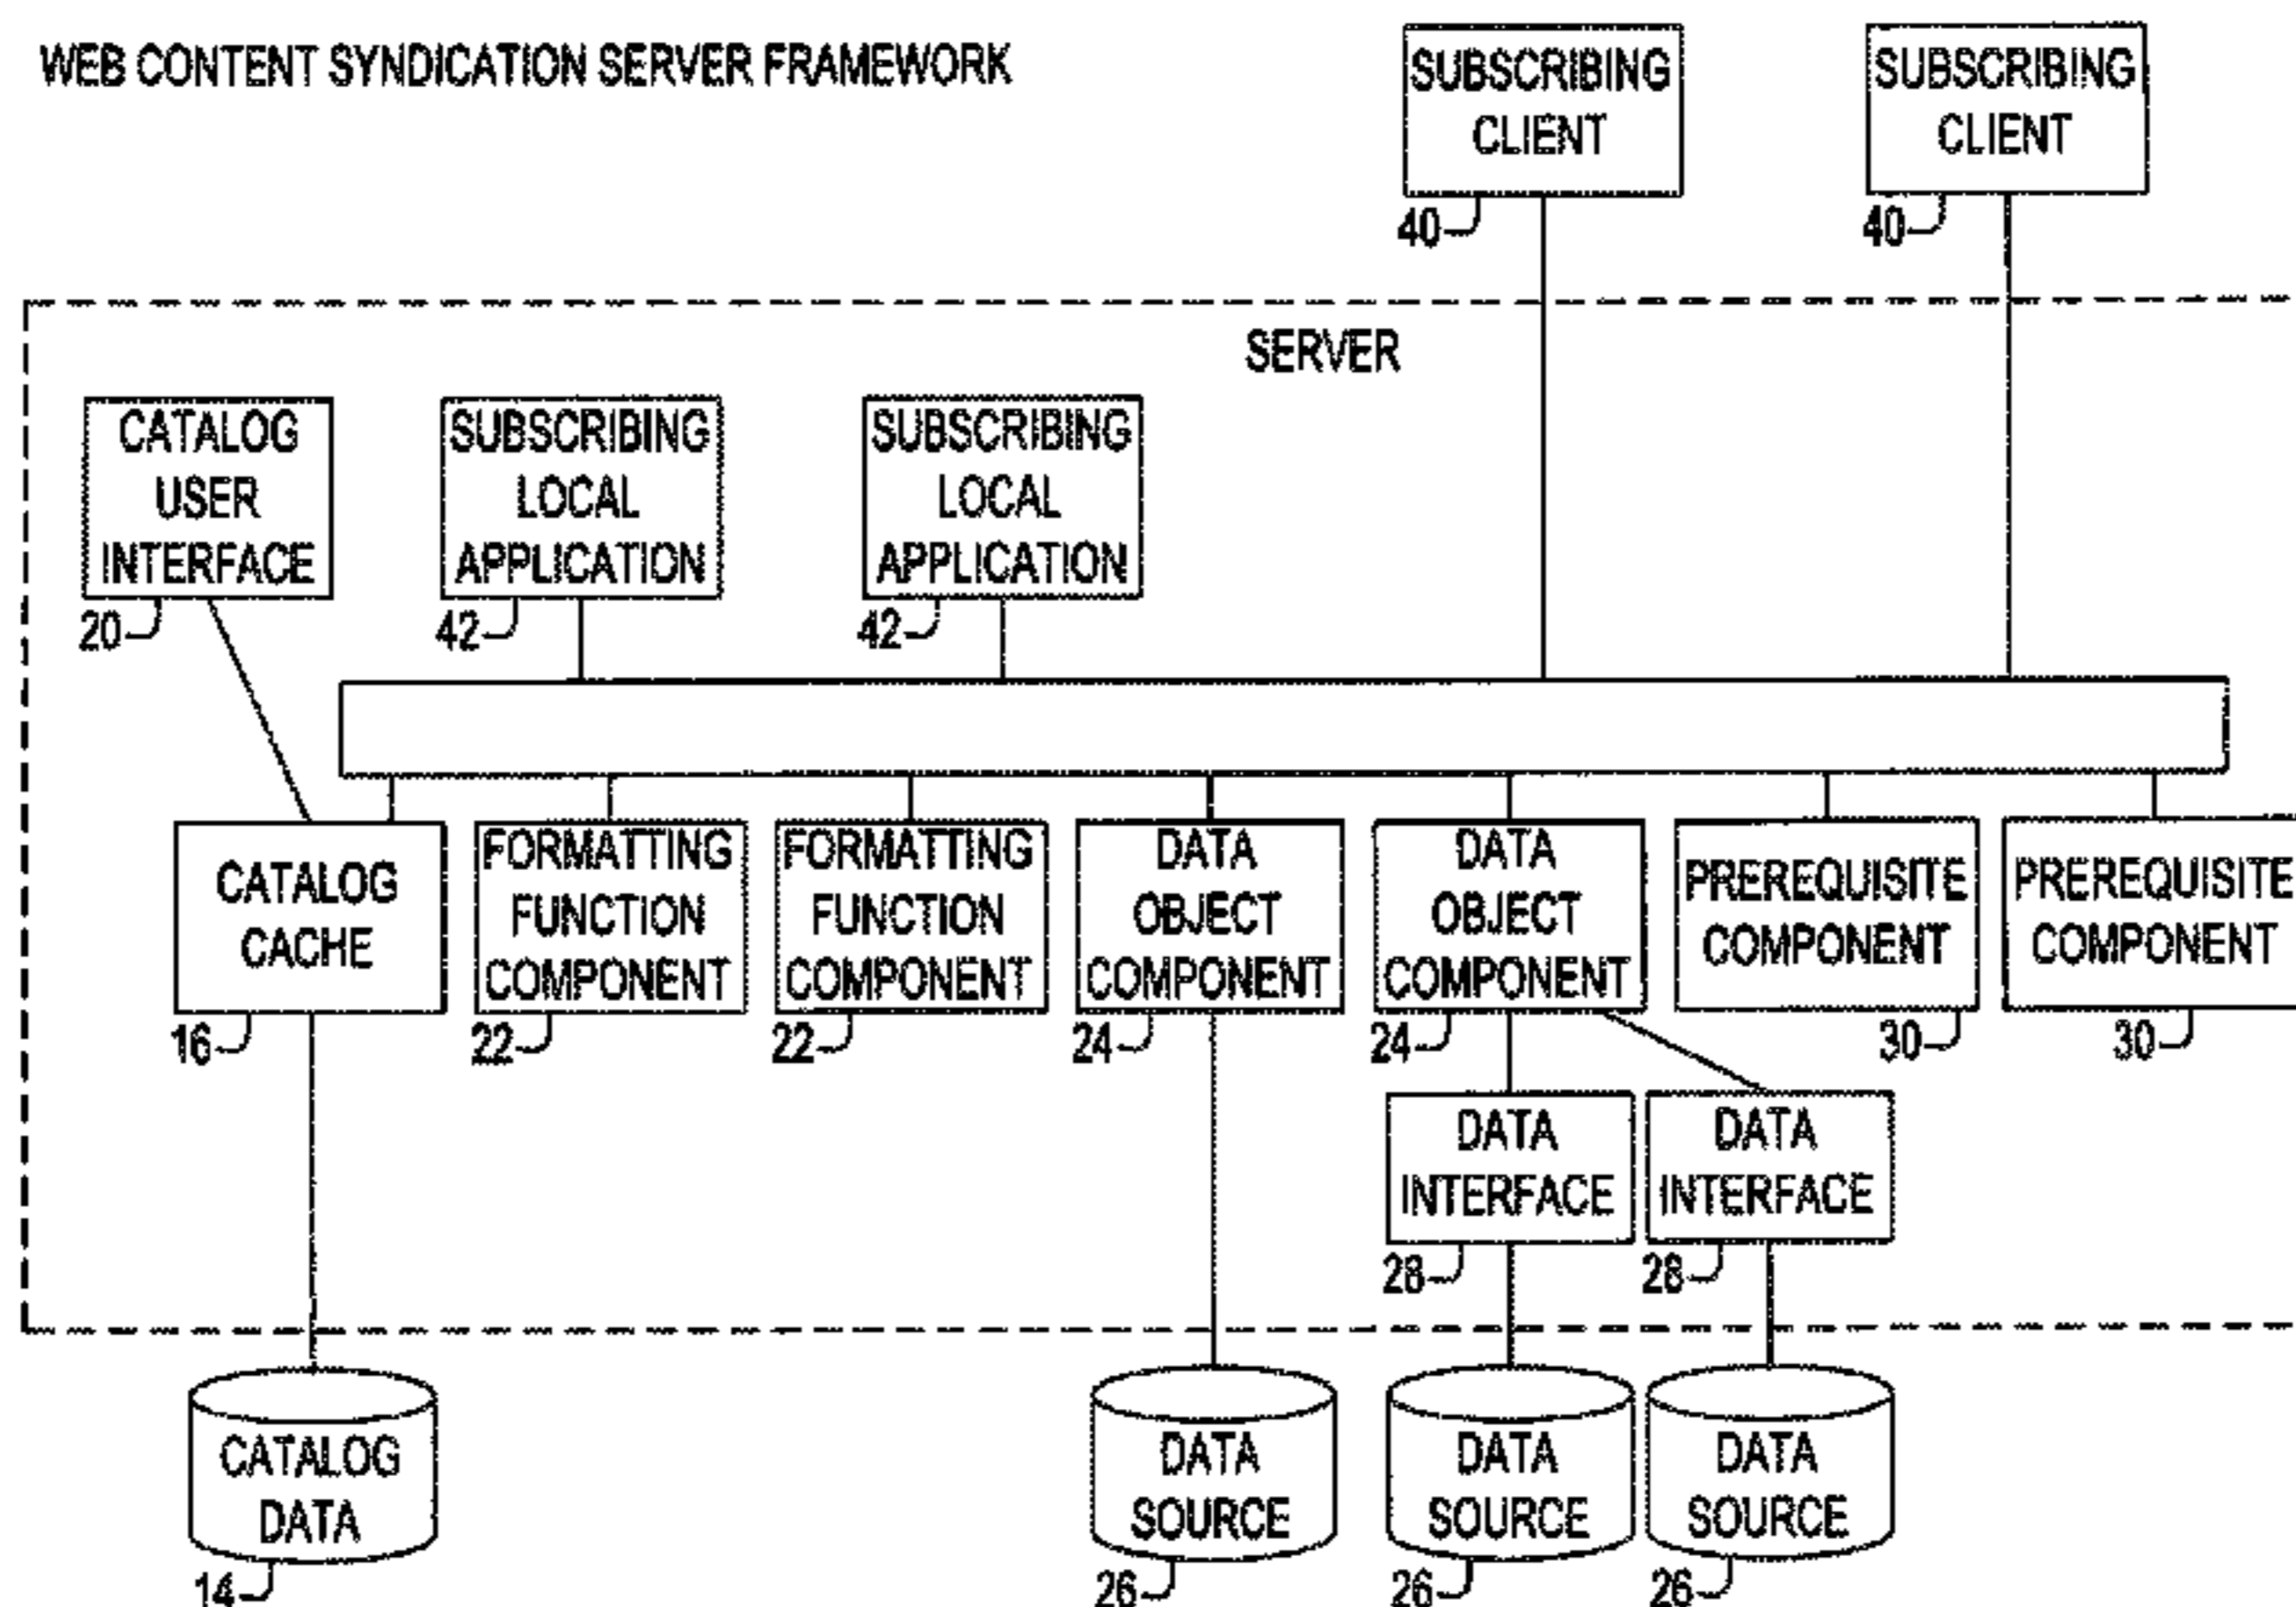 WEB CONTENT SYNDICATION SERVER FRAMEWORK
SUBSCRIBING
CLIENT
40
SUBSCRIBING
CLIENT
40
SERVER
CATALOG
USER
INTERFACE
20
SUBSCRIBING
LOCAL
APPLICATION
42
SUBSCRIBING
LOCAL
APPLICATION
42
CATALOG
CACHE
16
FORMATTING
FUNCTION
COMPONENT
22
FORMATTING
FUNCTION
COMPONENT
22
DATA
OBJECT
COMPONENT
24
DATA
OBJECT
COMPONENT
24
PREREQUISITE
COMPONENT
30
PREREQUISITE
COMPONENT
30
DATA
INTERFACE
28
DATA
INTERFACE
28
CATALOG
DATA
14
DATA
SOURCE
26
DATA
SOURCE
26
DATA
SOURCE
26